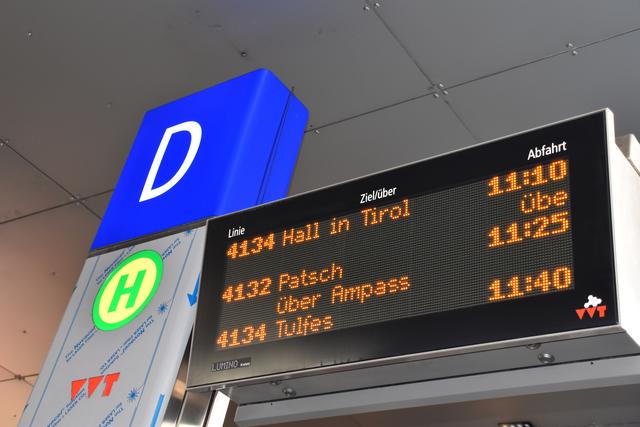 D
H
VVT
Linie Ziel/über Abfahrt
4134 Hall in Tirol 11:10
übe
4132 Patsch 11:25
über Ampass
4134 Tulfes 11:40
LUMINO
VVT